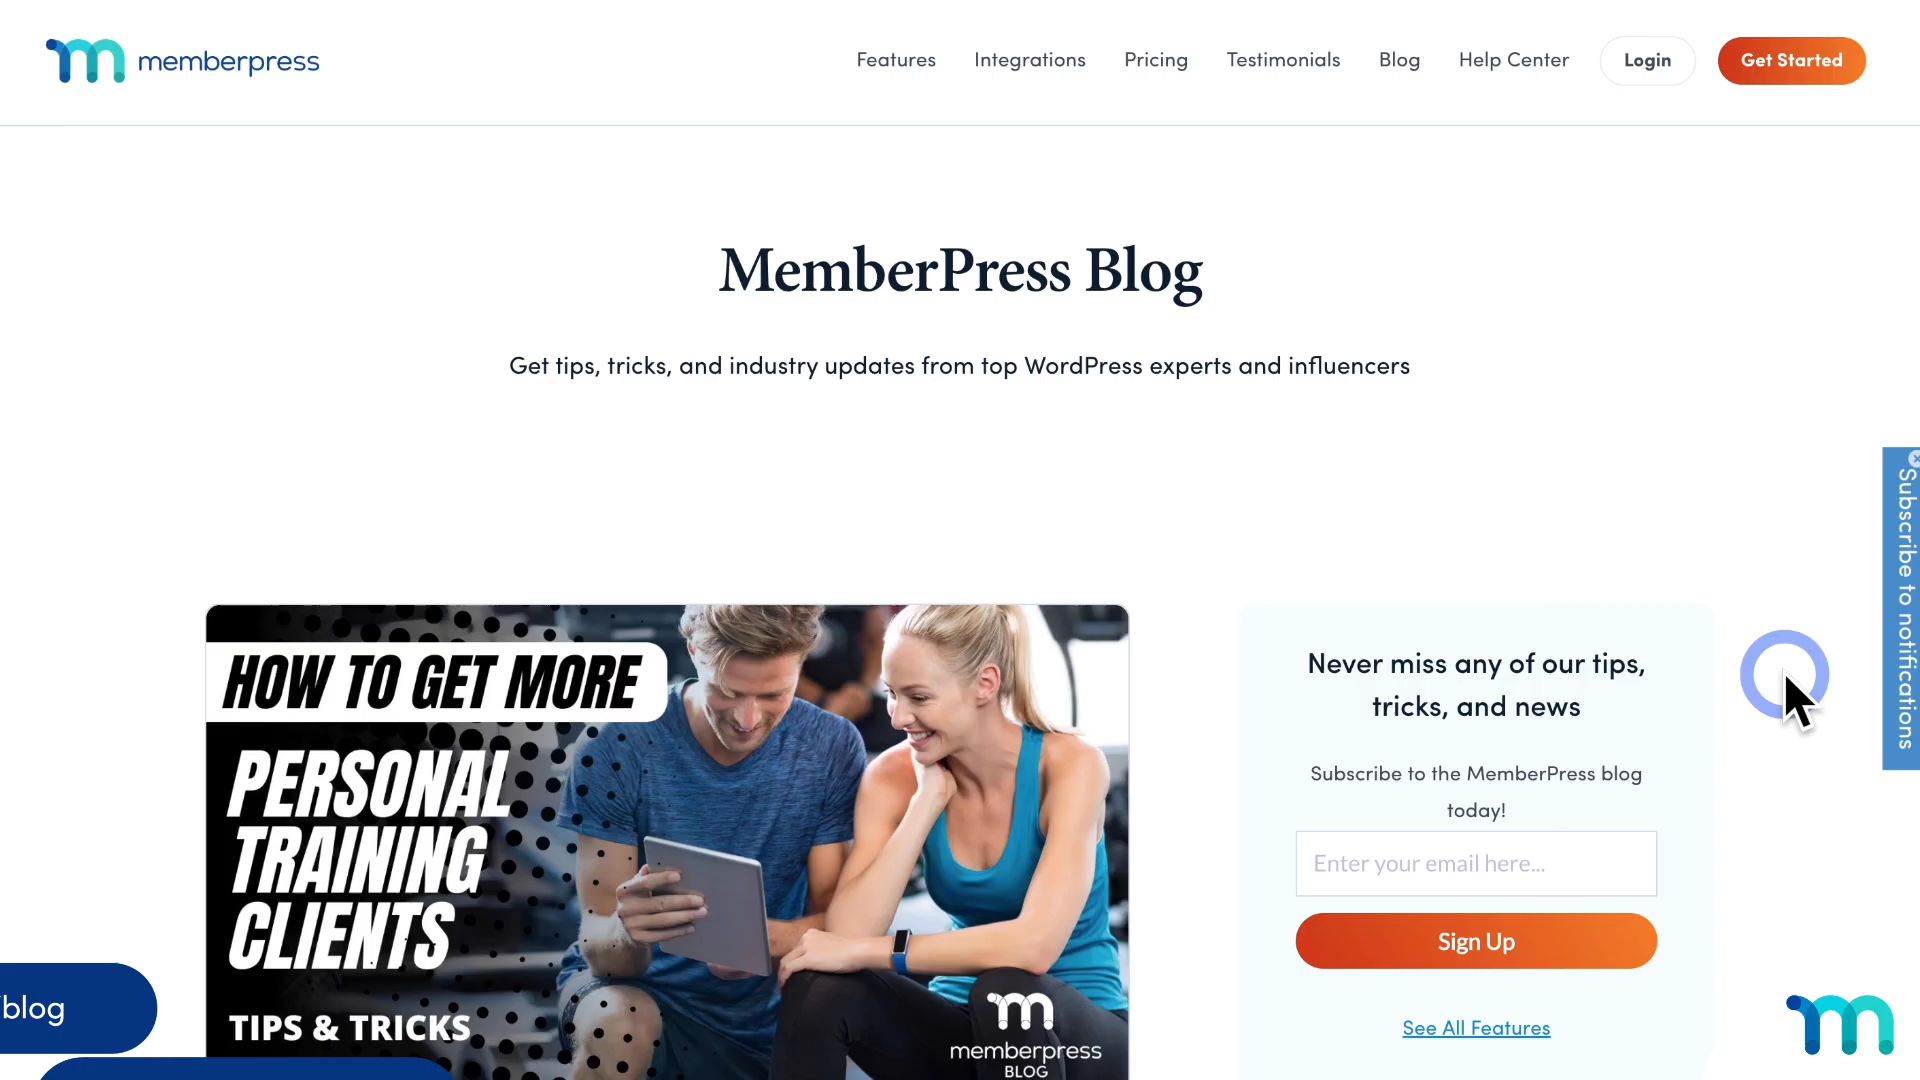 memberpress
Features
Integrations
Pricing
Testimonials
Blog
Help Center
Login
Get Started
MemberPress Blog
Get tips, tricks, and industry updates from top WordPress experts and influencers
Subscribe to notifications
HOW TO GET MORE
PERSONAL
TRAINING
CLIENTS
TIPS & TRICKS
memberpress
BLOG
Never miss any of our tips,
tricks, and news
Subscribe to the MemberPress blog
today!
Enter your email here...
Sign Up
See All Features
/blog